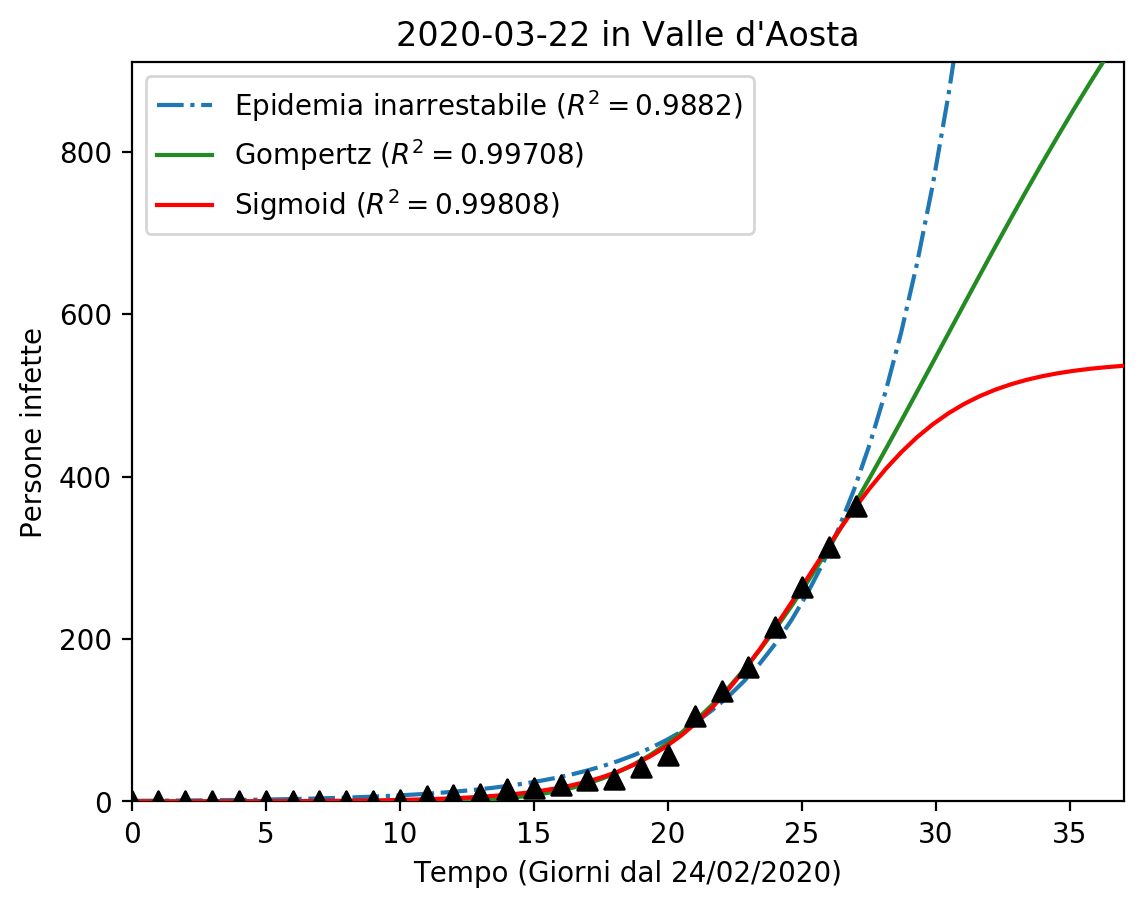 2020-03-22 in Valle d'Aosta
Epidemia inarrestabile (R² = 0.9882)
Gompertz (R² = 0.99708)
Sigmoid (R² = 0.99808)
Persone infette
800
600
400
200
0
0 5 10 15 20 25 30 35
Tempo (Giorni dal 24/02/2020)